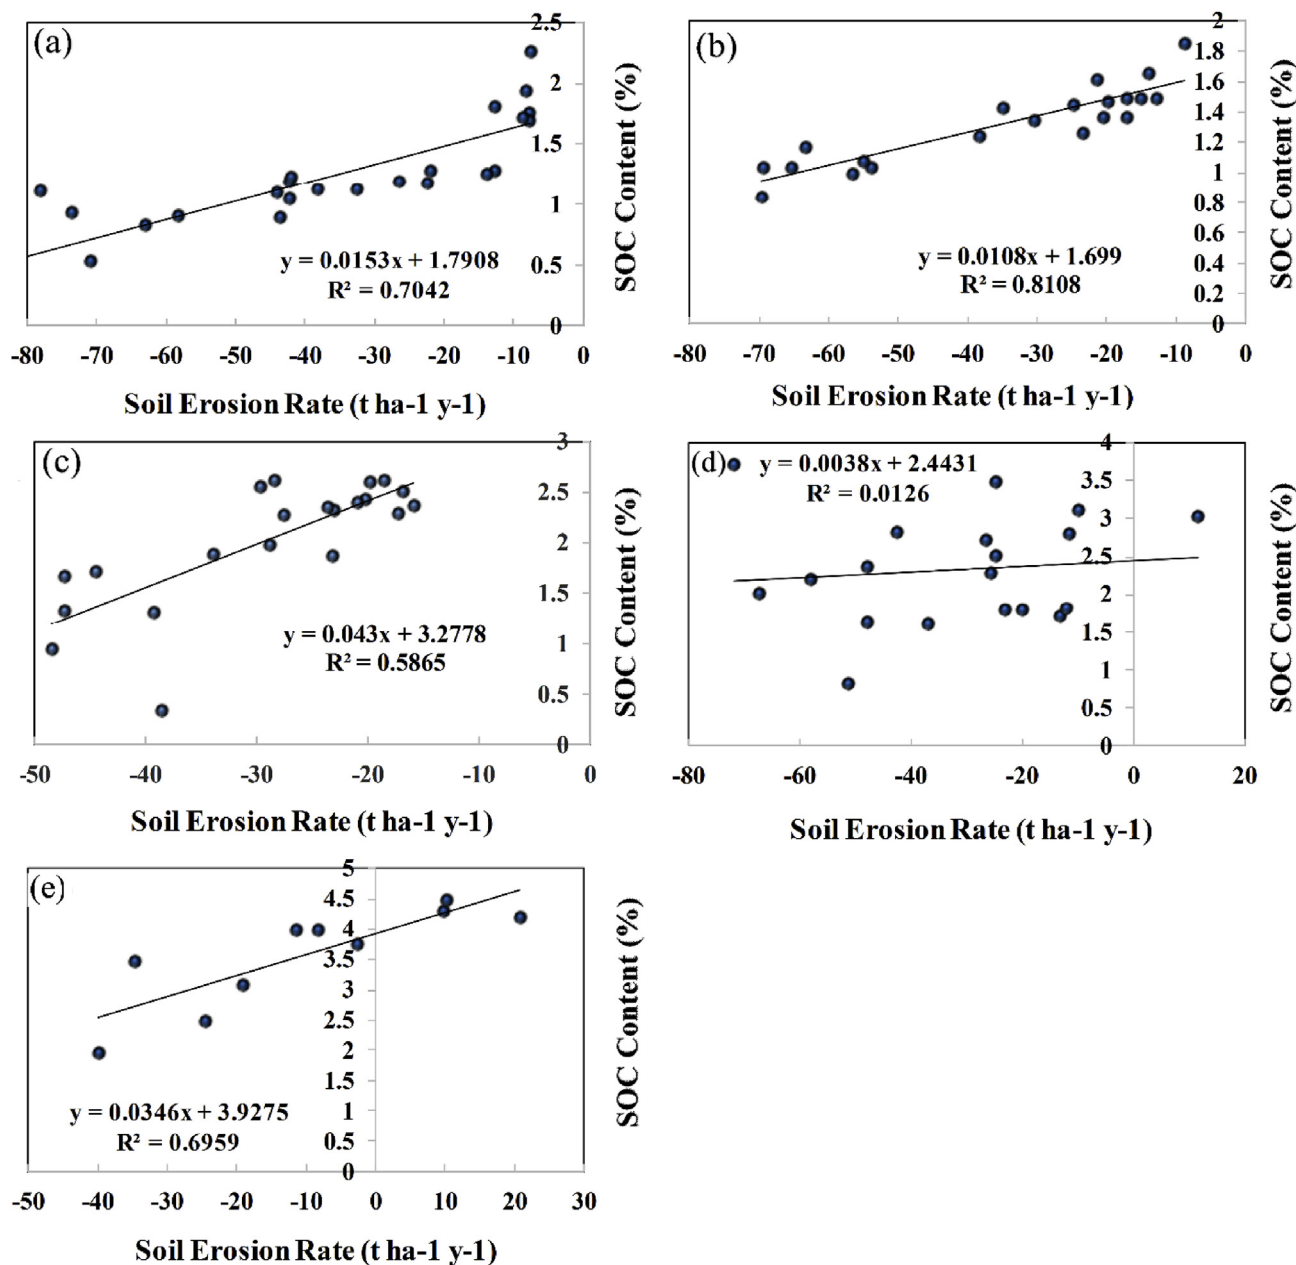 (a)
2.5
2
1.5
1
0.5
0
SOC Content (%)
y = 0.0153x + 1.7908
R² = 0.7042
-80 -70 -60 -50 -40 -30 -20 -10 0
Soil Erosion Rate (t ha-1 y-1)
(b)
2
1.8
1.6
1.4
1.2
1
0.8
0.6
0.4
0.2
0
SOC Content (%)
y = 0.0108x + 1.699
R² = 0.8108
-80 -70 -60 -50 -40 -30 -20 -10 0
Soil Erosion Rate (t ha-1 y-1)
(c)
3
2.5
2
1.5
1
0.5
0
SOC Content (%)
y = 0.043x + 3.2778
R² = 0.5865
-50 -40 -30 -20 -10 0
Soil Erosion Rate (t ha-1 y-1)
(d)
y = 0.0038x + 2.4431
R² = 0.0126
4
3.5
3
2.5
2
1.5
1
0.5
0
SOC Content (%)
-80 -60 -40 -20 0 20
Soil Erosion Rate (t ha-1 y-1)
(e)
5
4.5
4
3.5
3
2.5
2
1.5
1
0.5
0
SOC Content (%)
y = 0.0346x + 3.9275
R² = 0.6959
-50 -40 -30 -20 -10 0 10 20 30
Soil Erosion Rate (t ha-1 y-1)